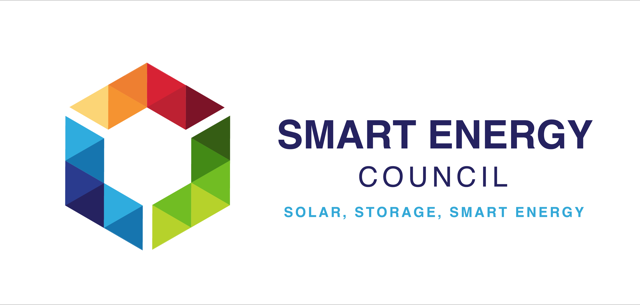 SMART ENERGY
COUNCIL
SOLAR, STORAGE, SMART ENERGY